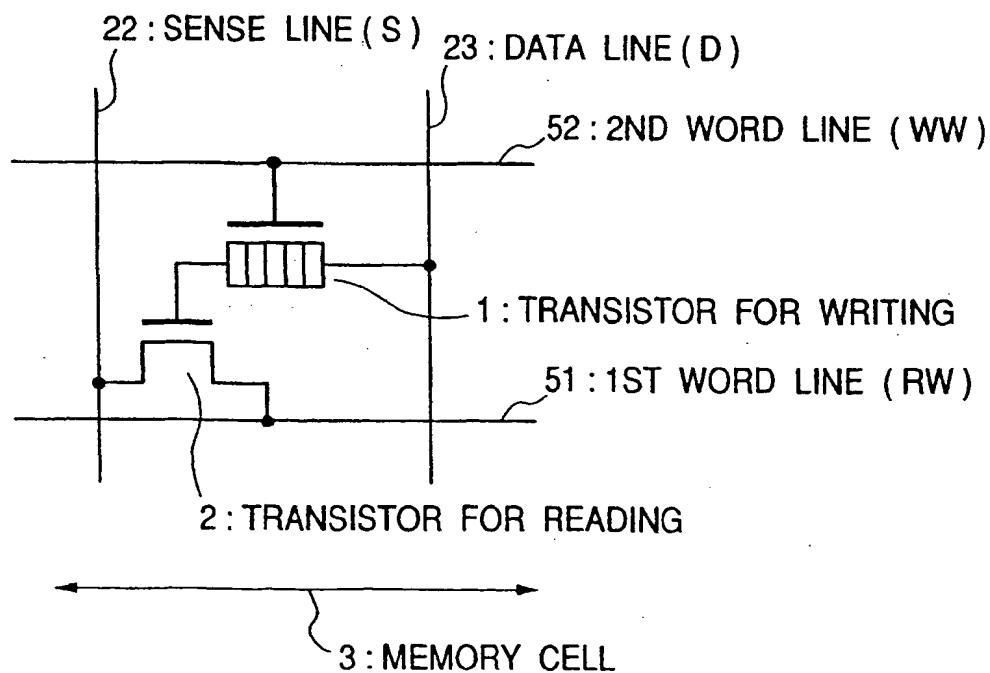 22 : SENSE LINE ( S )
23 : DATA LINE ( D )
52 : 2ND WORD LINE ( WW )
1 : TRANSISTOR FOR WRITING
51 : 1ST WORD LINE ( RW )
2 : TRANSISTOR FOR READING
3 : MEMORY CELL